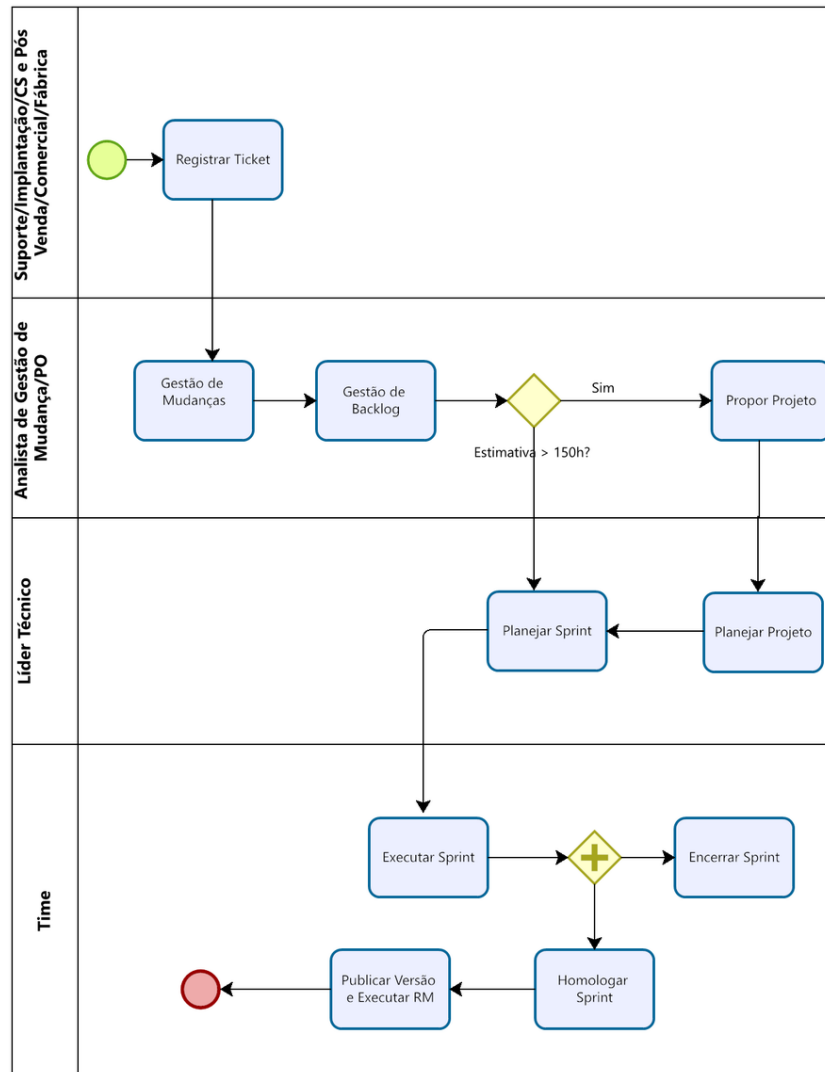 Suporte/Implantação/CS e Pós
Venda/Comercial/Fábrica
Registrar Ticket
Analista de Gestão de
Mudança/PO
Gestão de
Mudanças
Gestão de
Backlog
Sim
Propor Projeto
Estimativa > 150h?
Líder Técnico
Planejar Sprint
Planejar Projeto
Time
Executar Sprint
Encerrar Sprint
Publicar Versão
e Executar RM
Homologar
Sprint